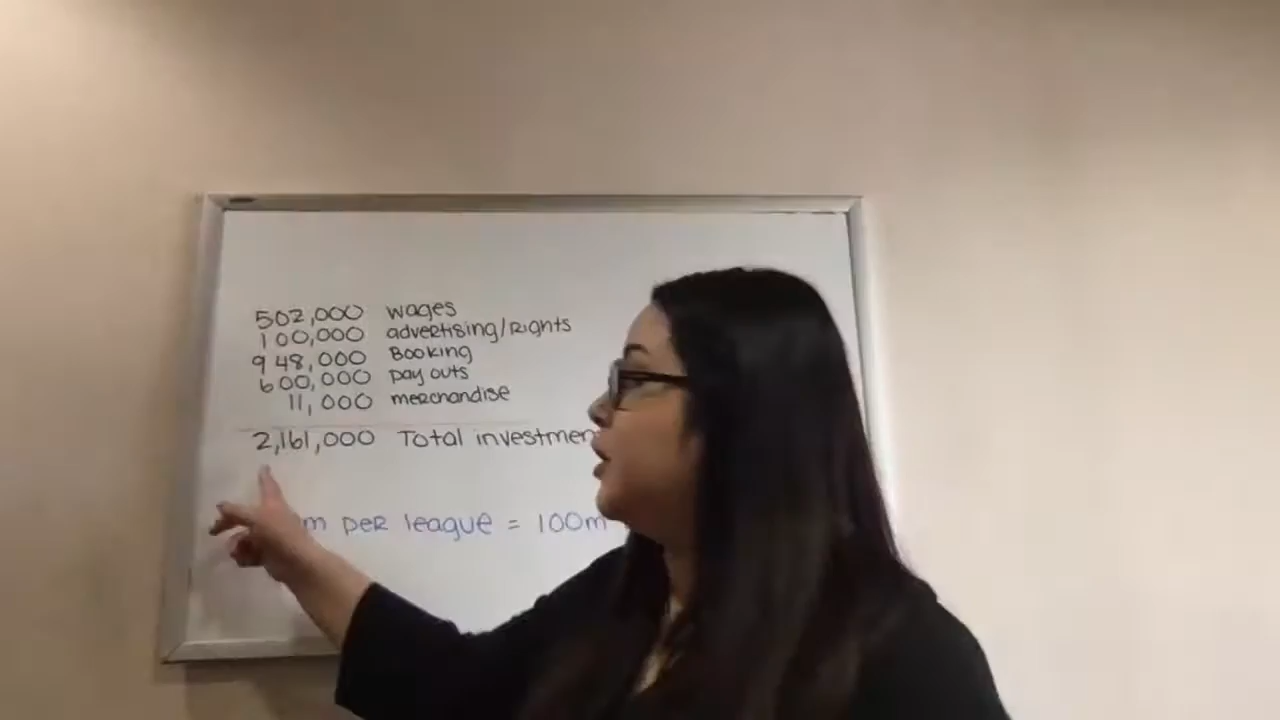 502,000 wages
100,000 advertising/Rights
948,000 Booking
600,000 pay outs
11,000 merchandise
2,161,000 Total
m per league = 100m